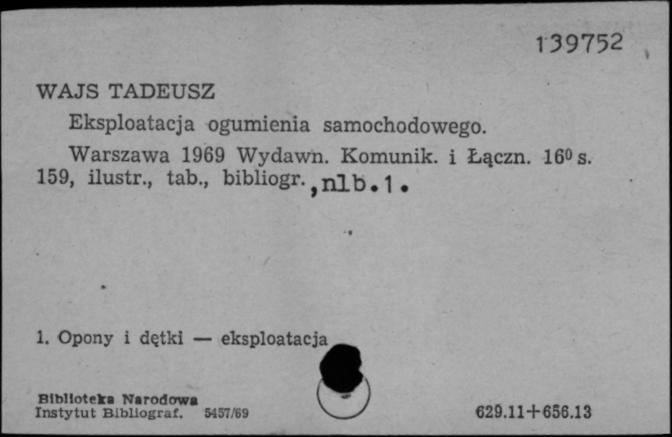 139752
WAJS TADEUSZ
Eksploatacja ogumienia samochodowego.
Warszawa 1969 Wydawn. Komunik. i Łączn. 16⁰ s.
159, ilustr., tab., bibliogr. ,nlb.1.
1. Opony i dętki — eksploatacja
Biblioteka Narodowa
Instytut Bibliograf. 5457/69
629.11+656.13